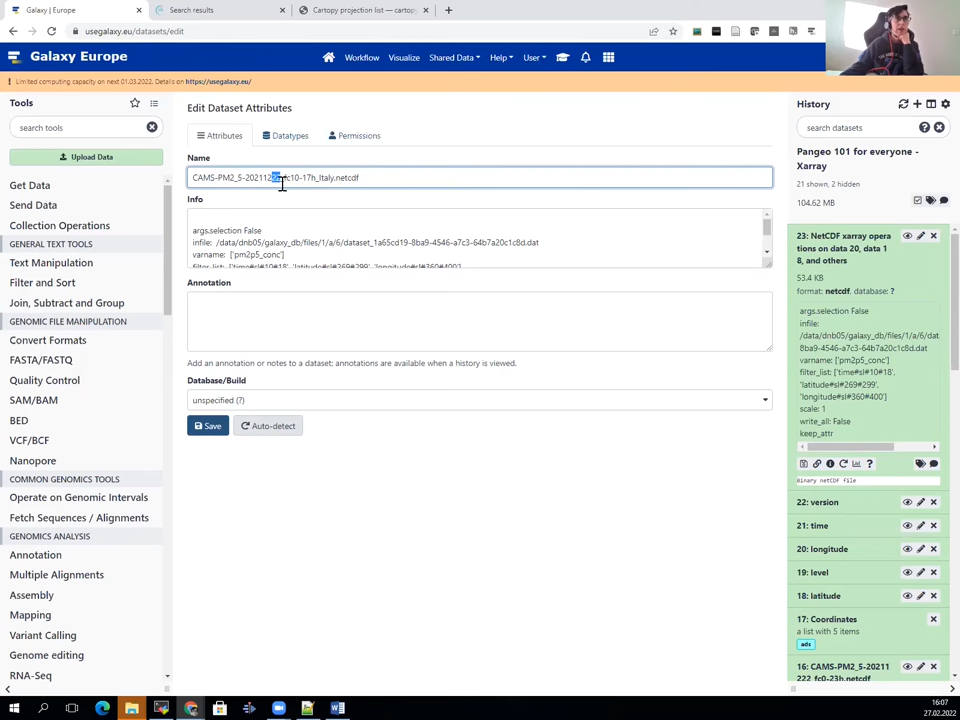 Galaxy | Europe
Search results
Cartopy projection list — cartop
usegalaxy.eu/datasets/edit
Galaxy Europe
Workflow
Visualize
Shared Data
Help
User
Limited computing capacity on next 01.03.2022. Details on https://usegalaxy.eu/
Tools
search tools
Upload Data
Get Data
Send Data
Collection Operations
GENERAL TEXT TOOLS
Text Manipulation
Filter and Sort
Join, Subtract and Group
GENOMIC FILE MANIPULATION
Convert Formats
FASTA/FASTQ
Quality Control
SAM/BAM
BED
VCF/BCF
Nanopore
COMMON GENOMICS TOOLS
Operate on Genomic Intervals
Fetch Sequences / Alignments
GENOMICS ANALYSIS
Annotation
Multiple Alignments
Assembly
Mapping
Variant Calling
Genome editing
RNA-Seq
Edit Dataset Attributes
Attributes
Datatypes
Permissions
Name
CAMS-PM2_5-20211222_fc10-17h_Italy.netcdf
Info
args.selection False
infile: /data/dnb05/galaxy_db/files/1/a/6/dataset_1a65cd19-8ba9-4546-a7c3-64b7a20c1c8d.dat
varname: ['pm2p5_conc']
filter_list: ['time#sl#10#18', 'latitude#sl#269#299', 'longitude#sl#360#400']
Annotation
Add an annotation or notes to a dataset; annotations are available when a history is viewed.
Database/Build
unspecified (?)
Save
Auto-detect
History
search datasets
Pangeo 101 for everyone - Xarray
21 shown, 2 hidden
104.62 MB
23: NetCDF xarray opera
tions on data 20, data 1
8, and others
53.4 KB
format: netcdf, database: ?
args.selection False
infile:
/data/dnb05/galaxy_db/files/1/a/6/dat
8ba9-4546-a7c3-64b7a20c1c8d.dat
varname: ['pm2p5_conc']
filter_list: ['time#sl#10#18',
'latitude#sl#269#299',
'longitude#sl#360#400']
scale: 1
write_all: False
keep_attr
Binary netCDF file
22: version
21: time
20: longitude
19: level
18: latitude
17: Coordinates
a list with 5 items
ads
16: CAMS-PM2_5-20211
222_fc0-23h.netcdf
16:07
27.02.2022